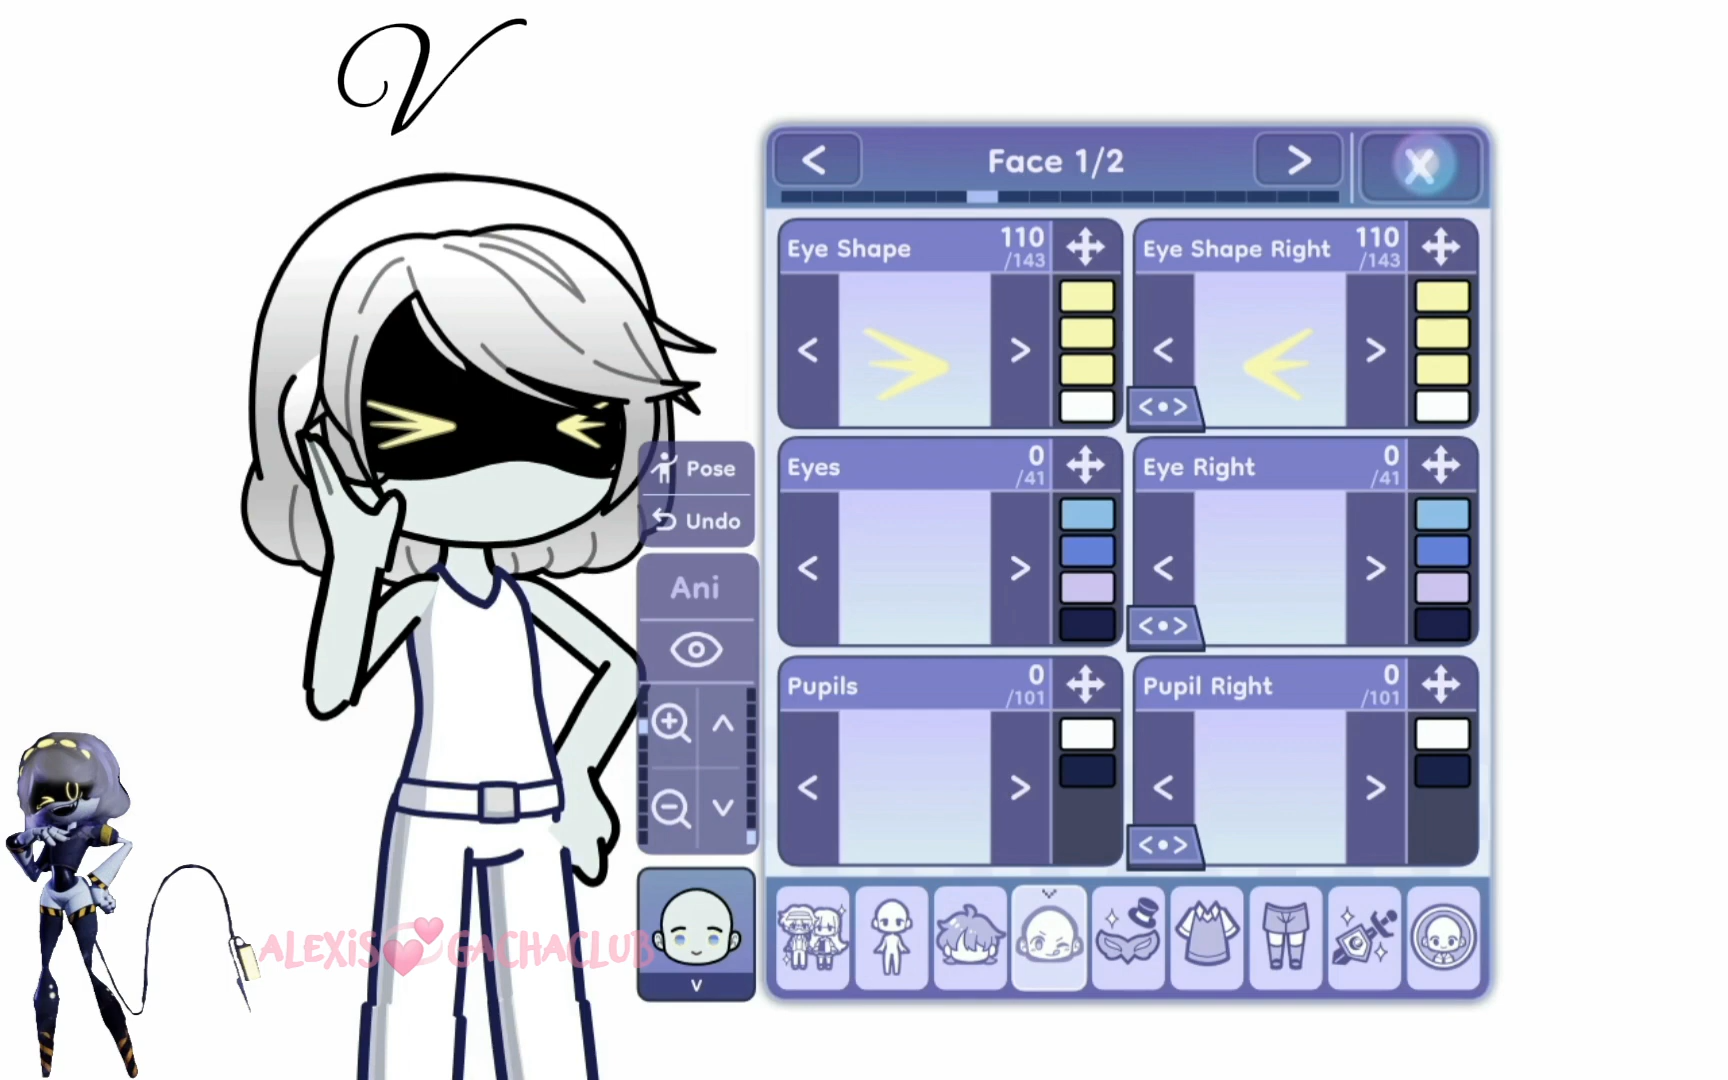 V
Face 1/2
Eye Shape 110 /143
Eye Shape Right 110 /143
Pose
Undo
Eyes 0 /41
Eye Right 0 /41
Ani
Pupils 0 /101
Pupil Right 0 /101
ALEXiS GACHACLUB
V